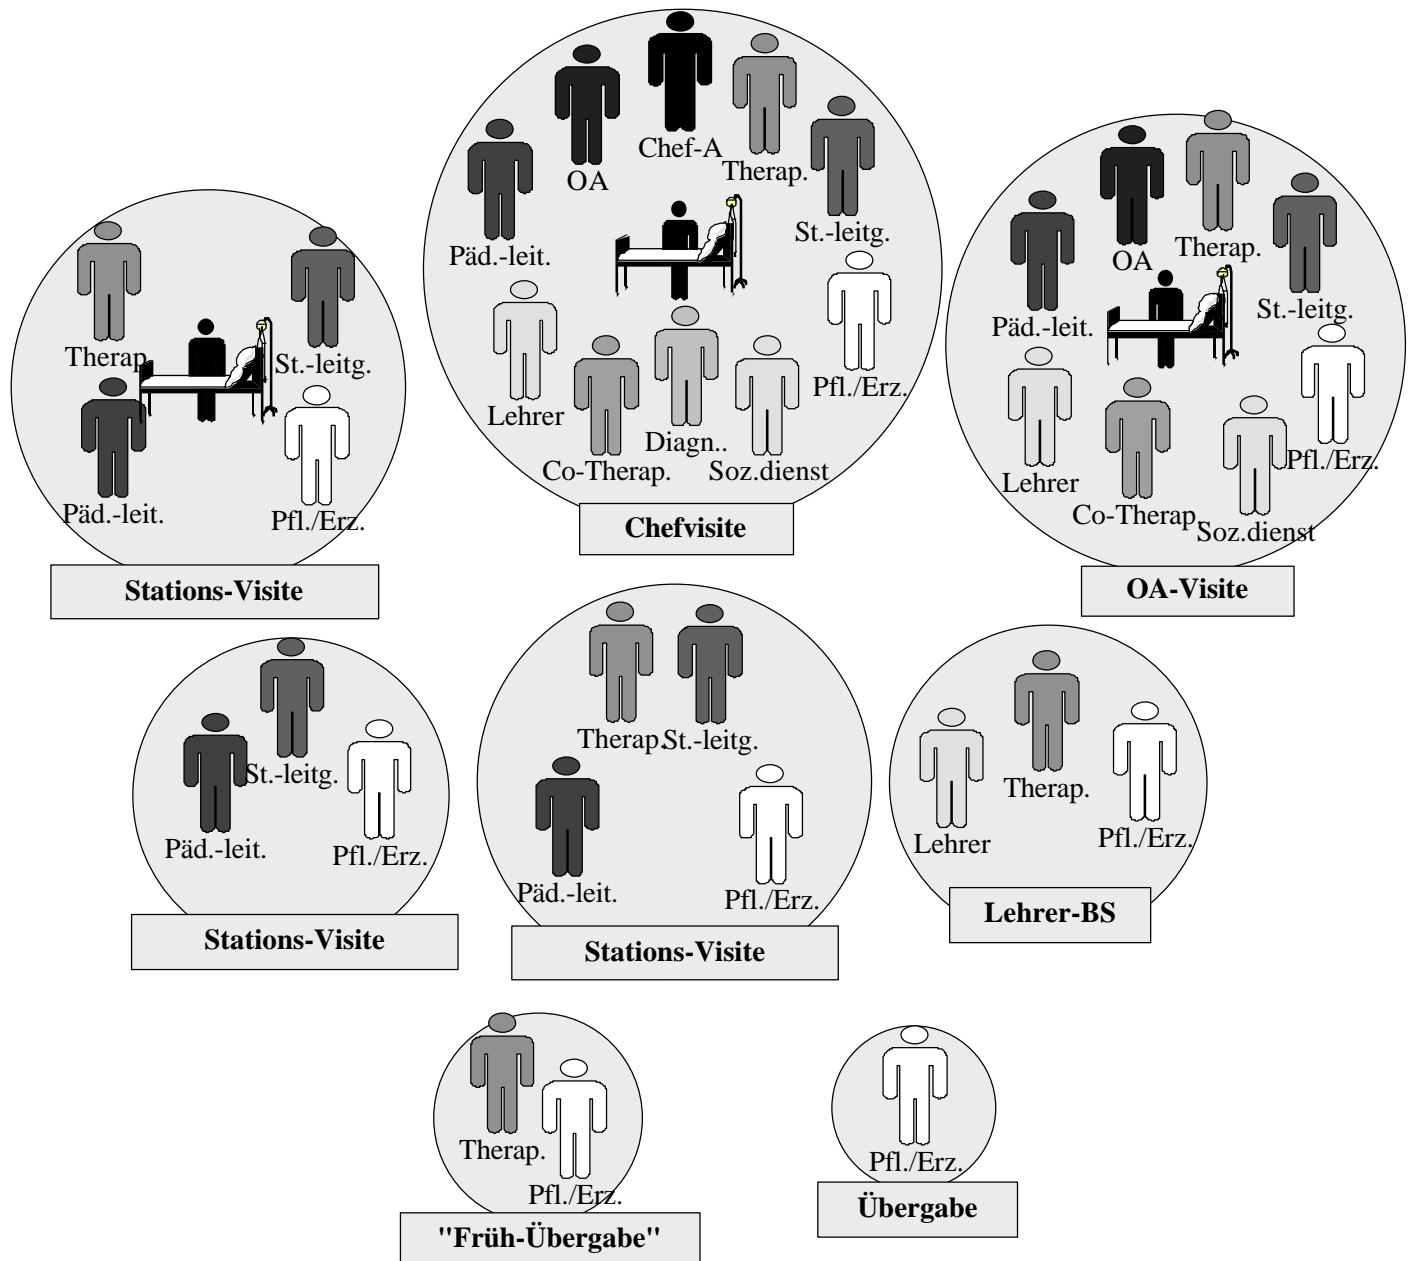 Chef-A
OA
Therap.
Päd.-leit.
St.-leitg.
Lehrer
Co-Therap.
Diagn..
Soz.dienst
Pfl./Erz.
Chefvisite
OA
Therap.
Päd.-leit.
St.-leitg.
Lehrer
Co-Therap.
Soz.dienst
Pfl./Erz.
OA-Visite
Therap.
St.-leitg.
Päd.-leit.
Pfl./Erz.
Stations-Visite
St.-leitg.
Päd.-leit.
Pfl./Erz.
Stations-Visite
Therap.
St.-leitg.
Päd.-leit.
Pfl./Erz.
Stations-Visite
Therap.
Lehrer
Pfl./Erz.
Lehrer-BS
Therap.
Pfl./Erz.
"Früh-Übergabe"
Pfl./Erz.
Übergabe